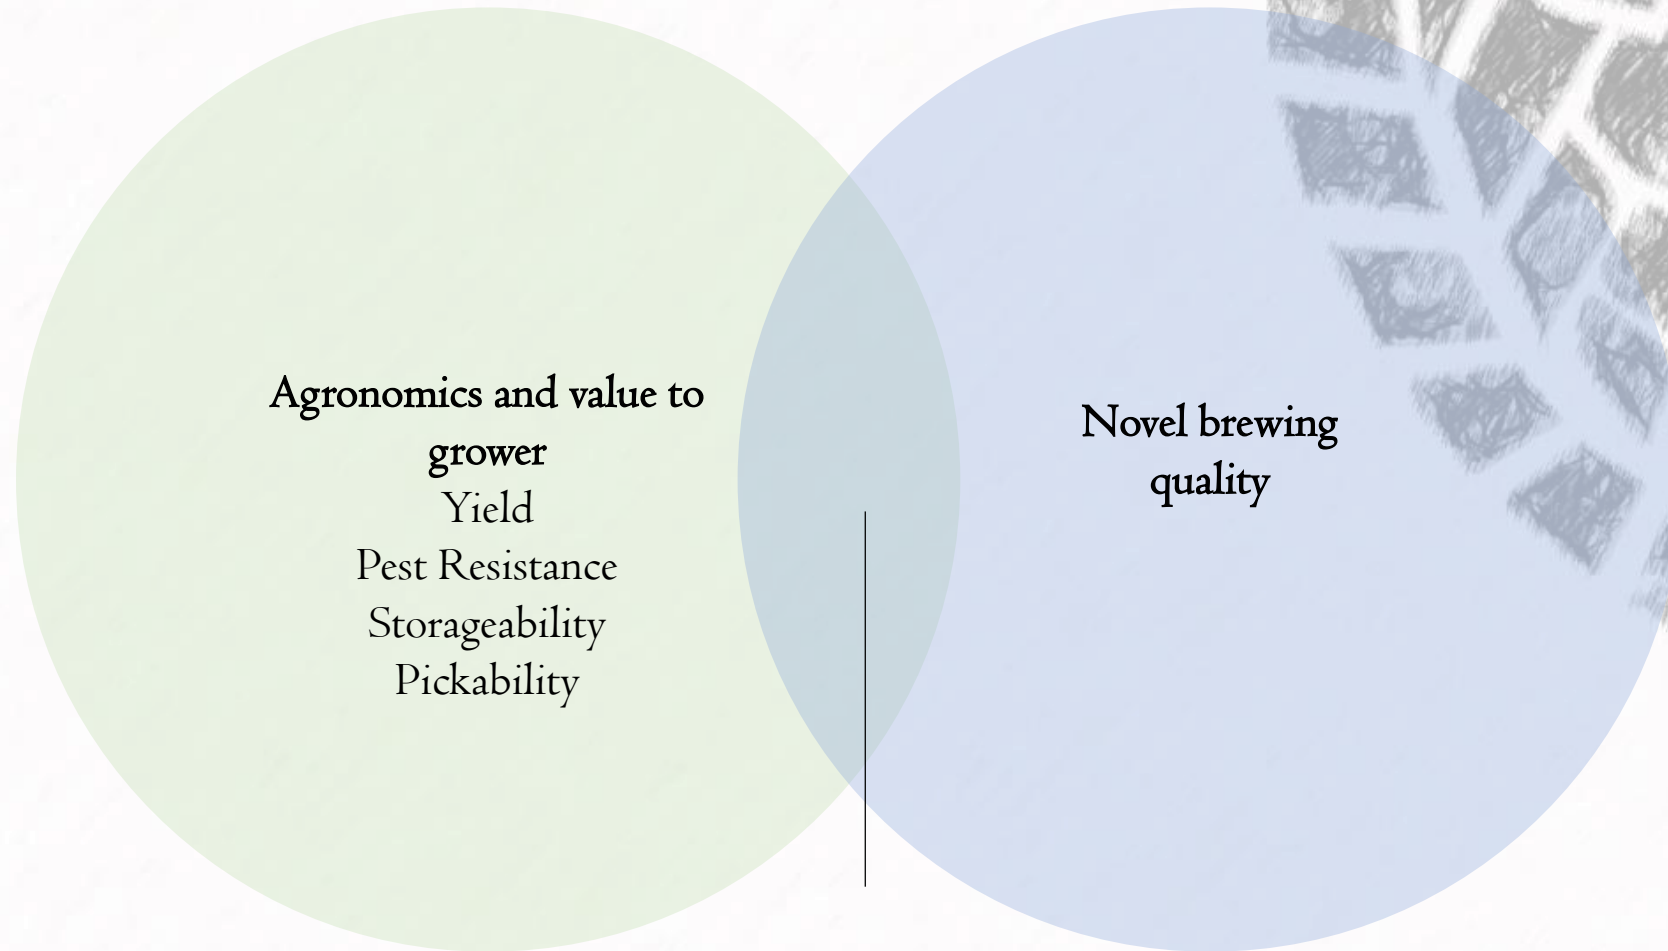 Agronomics and value to
grower
Yield
Pest Resistance
Storageability
Pickability
Novel brewing
quality